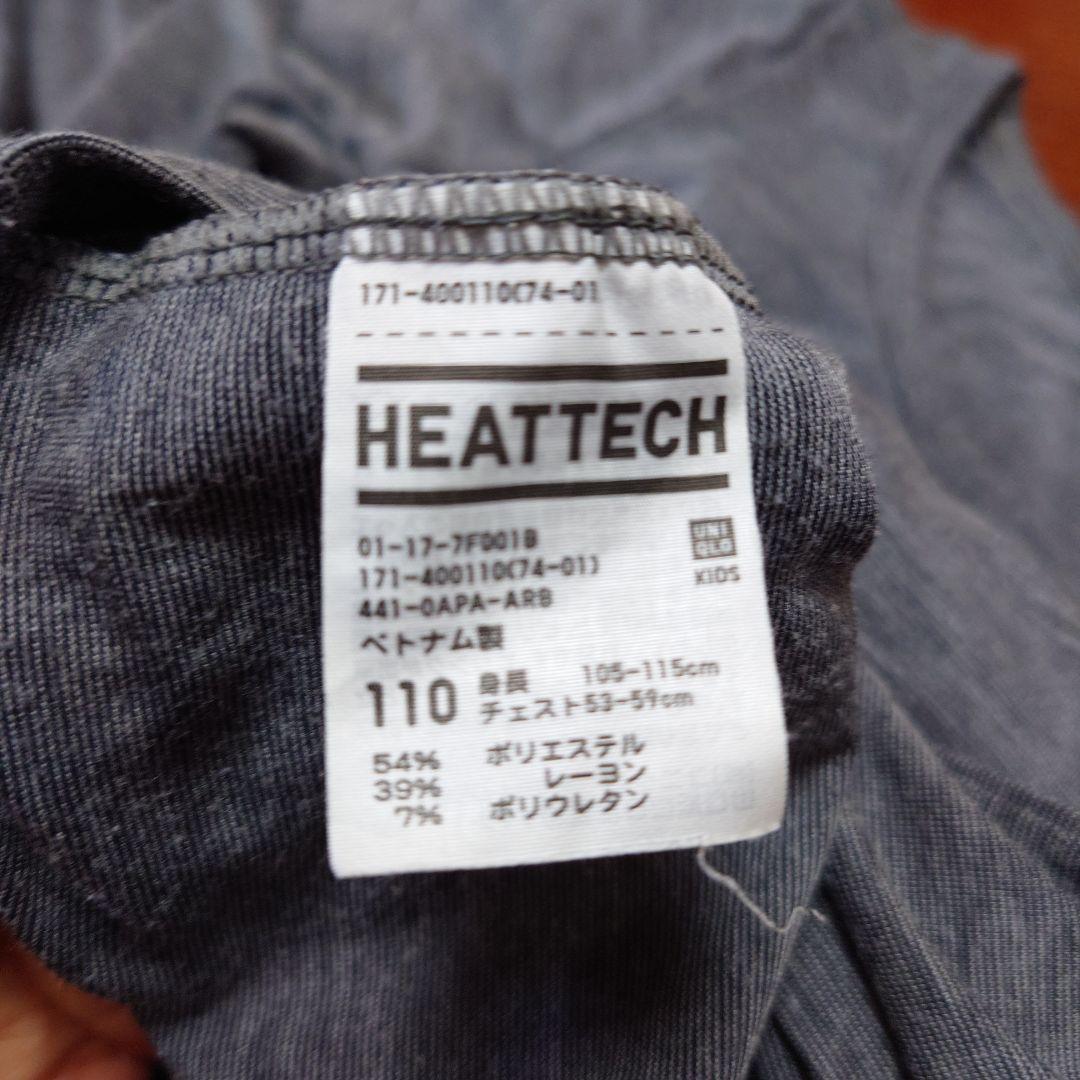 171-400110(74-01
HEATTECH
01-17-7F001B
171-400110(74-01)
441-0APA-ARB
UNI
QLO
KIDS
ベトナム製
110 身長 105-115cm
チェスト53-59cm
54% ポリエステル
39% レーヨン
7% ポリウレタン